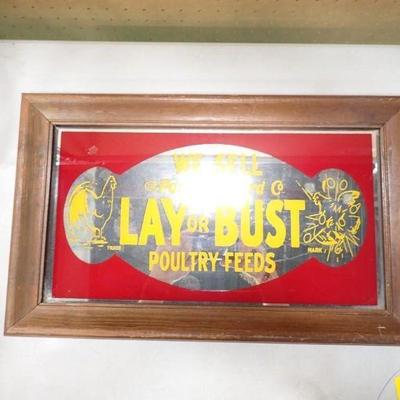 WE SELL
LAY OR BUST
TRADE MARK
POULTRY FEEDS